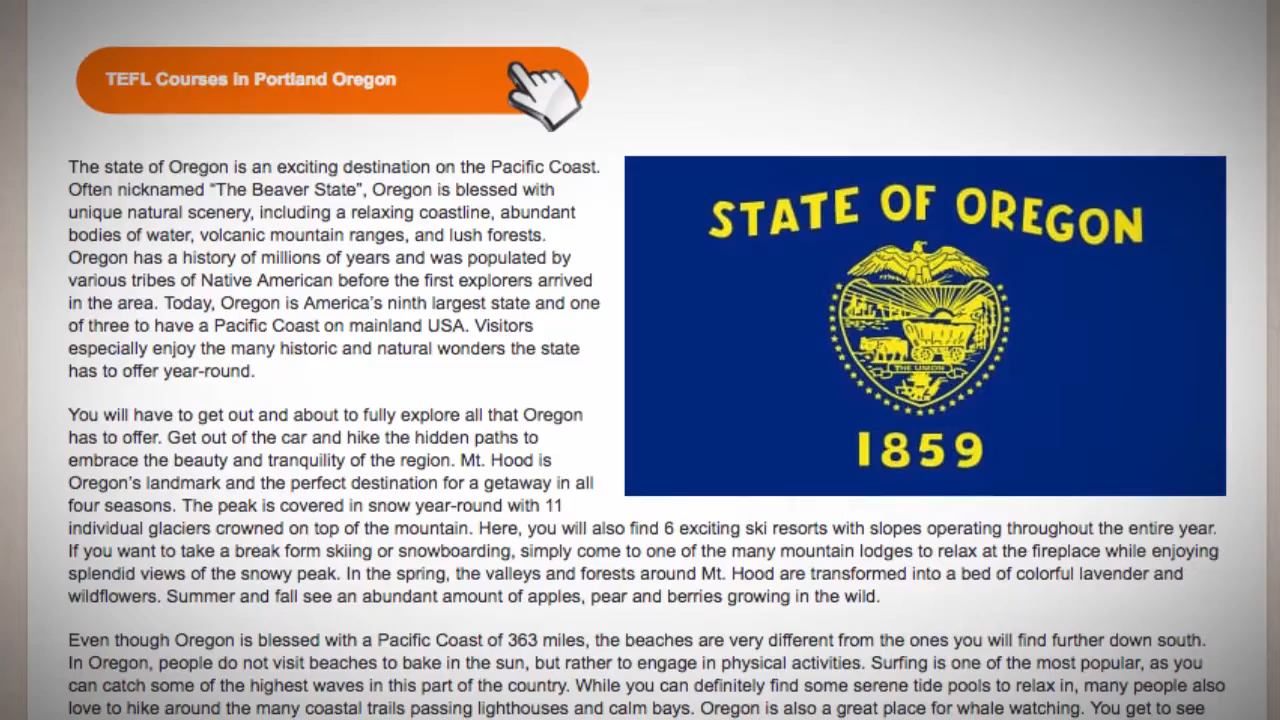 TEFL Courses In Portland Oregon
The state of Oregon is an exciting destination on the Pacific Coast.
Often nicknamed “The Beaver State”, Oregon is blessed with
unique natural scenery, including a relaxing coastline, abundant
bodies of water, volcanic mountain ranges, and lush forests.
Oregon has a history of millions of years and was populated by
various tribes of Native American before the first explorers arrived
in the area. Today, Oregon is America’s ninth largest state and one
of three to have a Pacific Coast on mainland USA. Visitors
especially enjoy the many historic and natural wonders the state
has to offer year-round.
STATE OF OREGON
THE UNION
1859
You will have to get out and about to fully explore all that Oregon
has to offer. Get out of the car and hike the hidden paths to
embrace the beauty and tranquility of the region. Mt. Hood is
Oregon’s landmark and the perfect destination for a getaway in all
four seasons. The peak is covered in snow year-round with 11
individual glaciers crowned on top of the mountain. Here, you will also find 6 exciting ski resorts with slopes operating throughout the entire year.
If you want to take a break form skiing or snowboarding, simply come to one of the many mountain lodges to relax at the fireplace while enjoying
splendid views of the snowy peak. In the spring, the valleys and forests around Mt. Hood are transformed into a bed of colorful lavender and
wildflowers. Summer and fall see an abundant amount of apples, pear and berries growing in the wild.
Even though Oregon is blessed with a Pacific Coast of 363 miles, the beaches are very different from the ones you will find further down south.
In Oregon, people do not visit beaches to bake in the sun, but rather to engage in physical activities. Surfing is one of the most popular, as you
can catch some of the highest waves in this part of the country. While you can definitely find some serene tide pools to relax in, many people also
love to hike around the many coastal trails passing lighthouses and calm bays. Oregon is also a great place for whale watching. You get to see